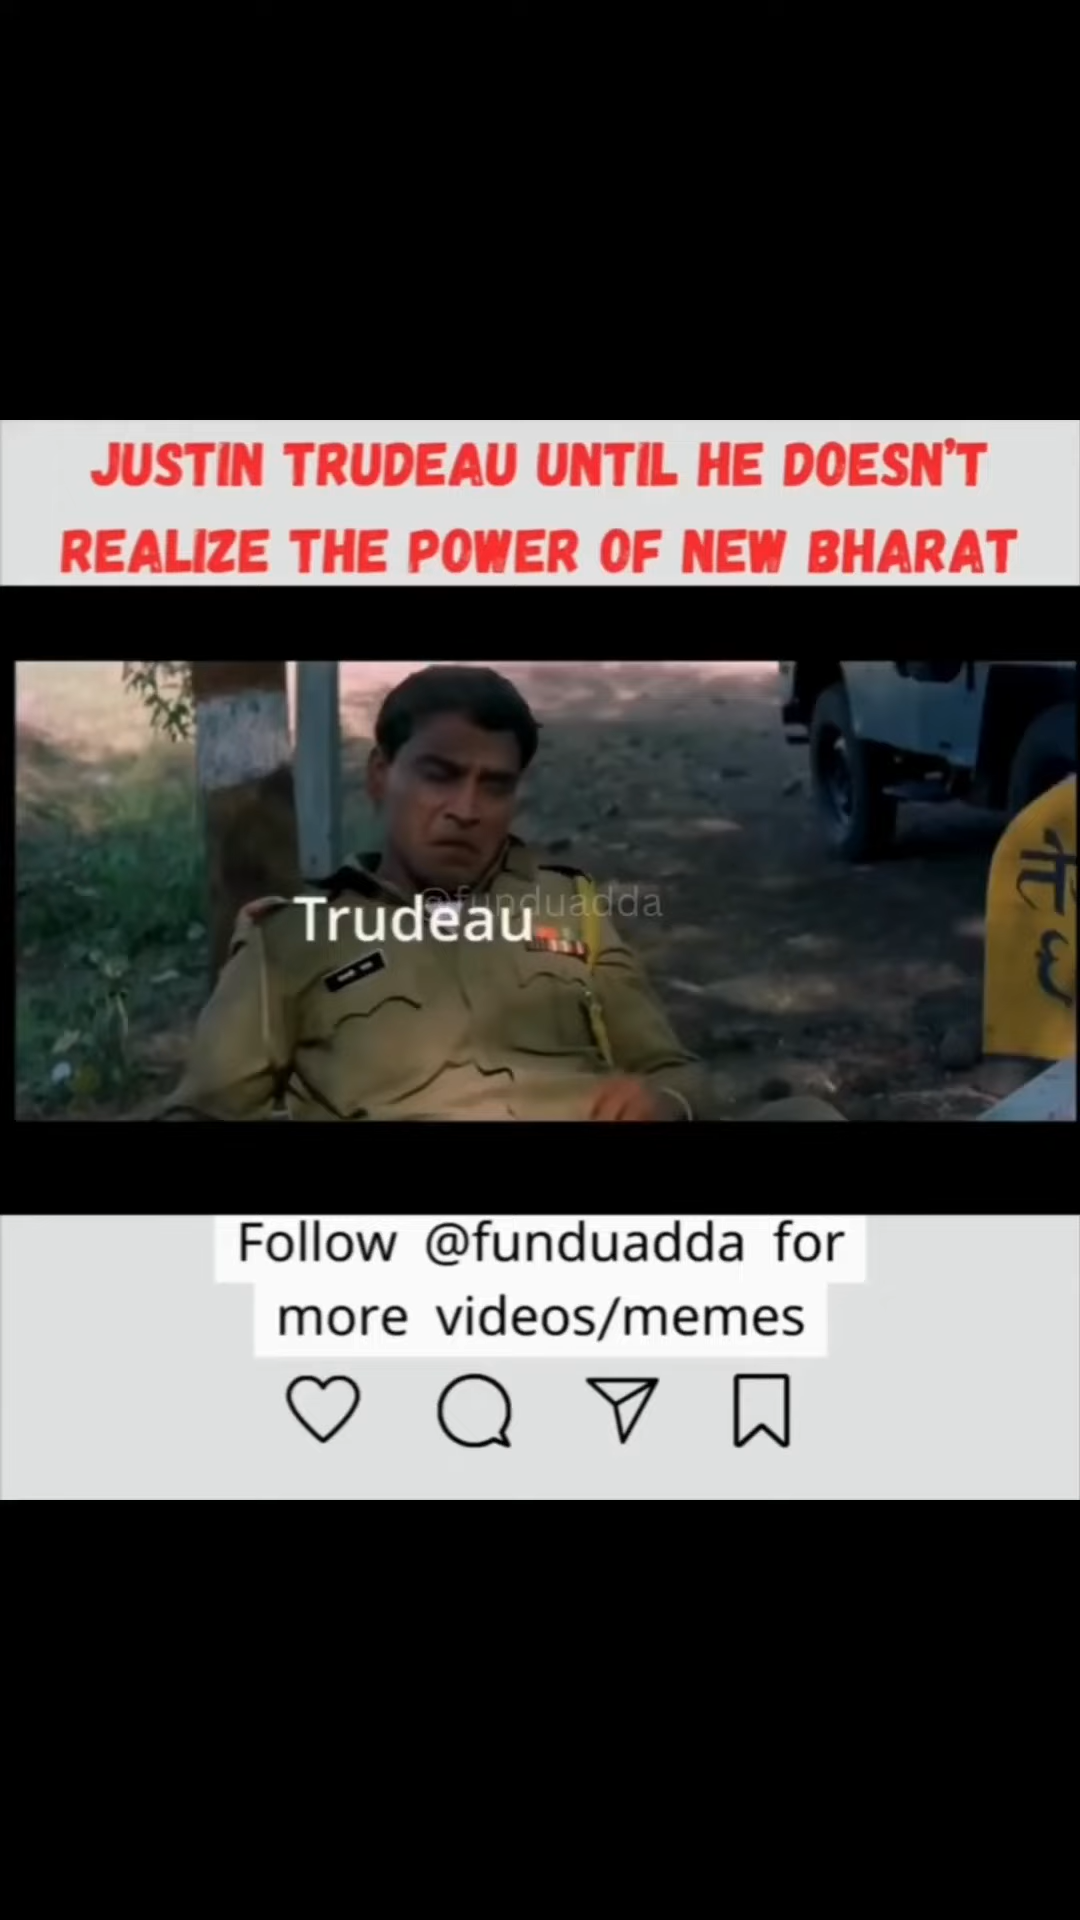 JUSTIN TRUDEAU UNTIL HE DOESN'T
REALIZE THE POWER OF NEW BHARAT
@funduadda
Trudeau
Follow @funduadda for
more videos/memes